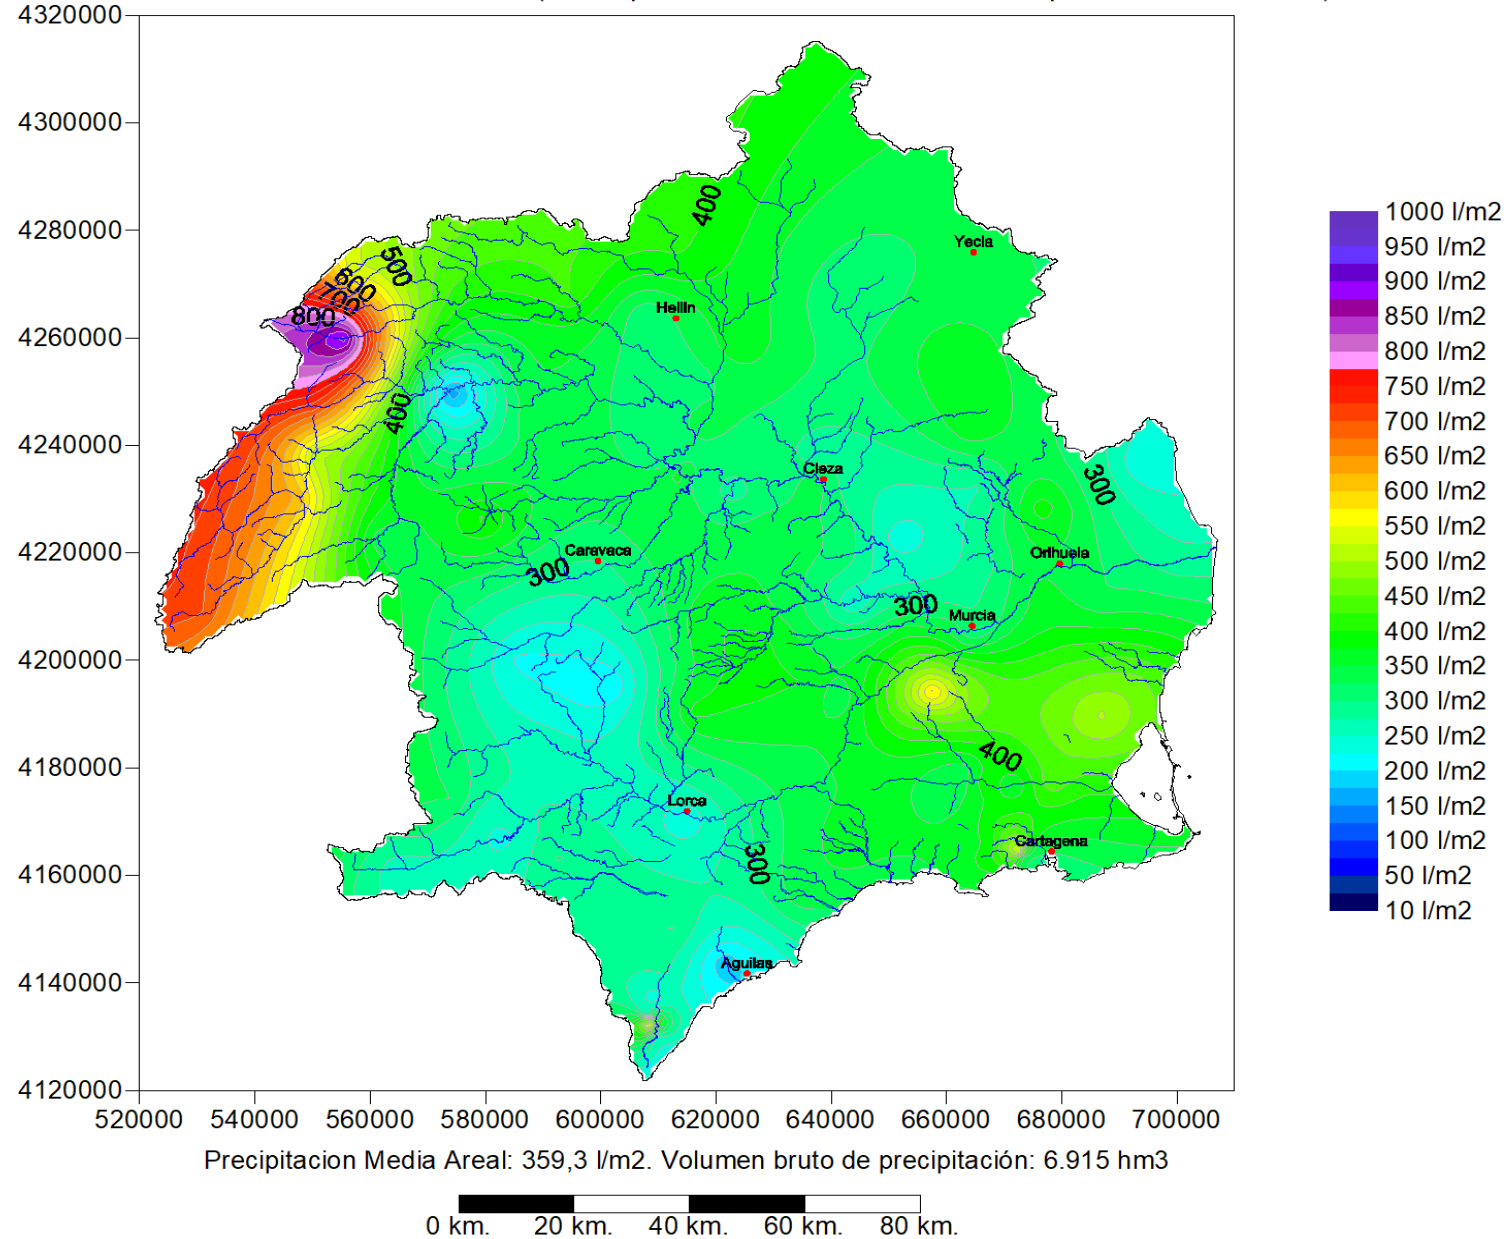 4320000
4300000
4280000
4260000
4240000
4220000
4200000
4180000
4160000
4140000
4120000
520000 540000 560000 580000 600000 620000 640000 660000 680000 700000
400
500
600
700
800
400
300
300
300
400
300
Yecla
Hellin
Cieza
Caravaca
Orihuela
Murcia
Lorca
Cartagena
Aguilas
1000 l/m2
950 l/m2
900 l/m2
850 l/m2
800 l/m2
750 l/m2
700 l/m2
650 l/m2
600 l/m2
550 l/m2
500 l/m2
450 l/m2
400 l/m2
350 l/m2
300 l/m2
250 l/m2
200 l/m2
150 l/m2
100 l/m2
50 l/m2
10 l/m2
Precipitacion Media Areal: 359,3 l/m2. Volumen bruto de precipitación: 6.915 hm3
0 km. 20 km. 40 km. 60 km. 80 km.